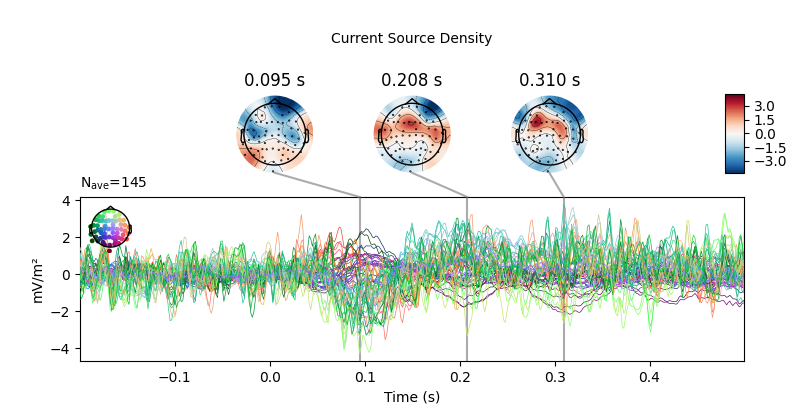 Current Source Density
0.095 s
0.208 s
0.310 s
3.0
1.5
0.0
−1.5
−3.0
Nave=145
4
2
0
−2
−4
mV/m²
−0.1
0.0
0.1
0.2
0.3
0.4
Time (s)